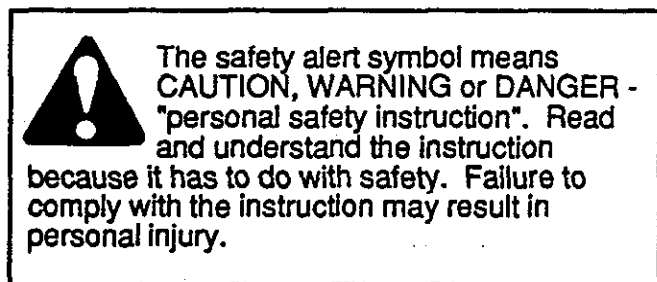 The safety alert symbol means
CAUTION, WARNING or DANGER -
"personal safety instruction". Read
and understand the instruction
because it has to do with safety. Failure to
comply with the instruction may result in
personal injury.